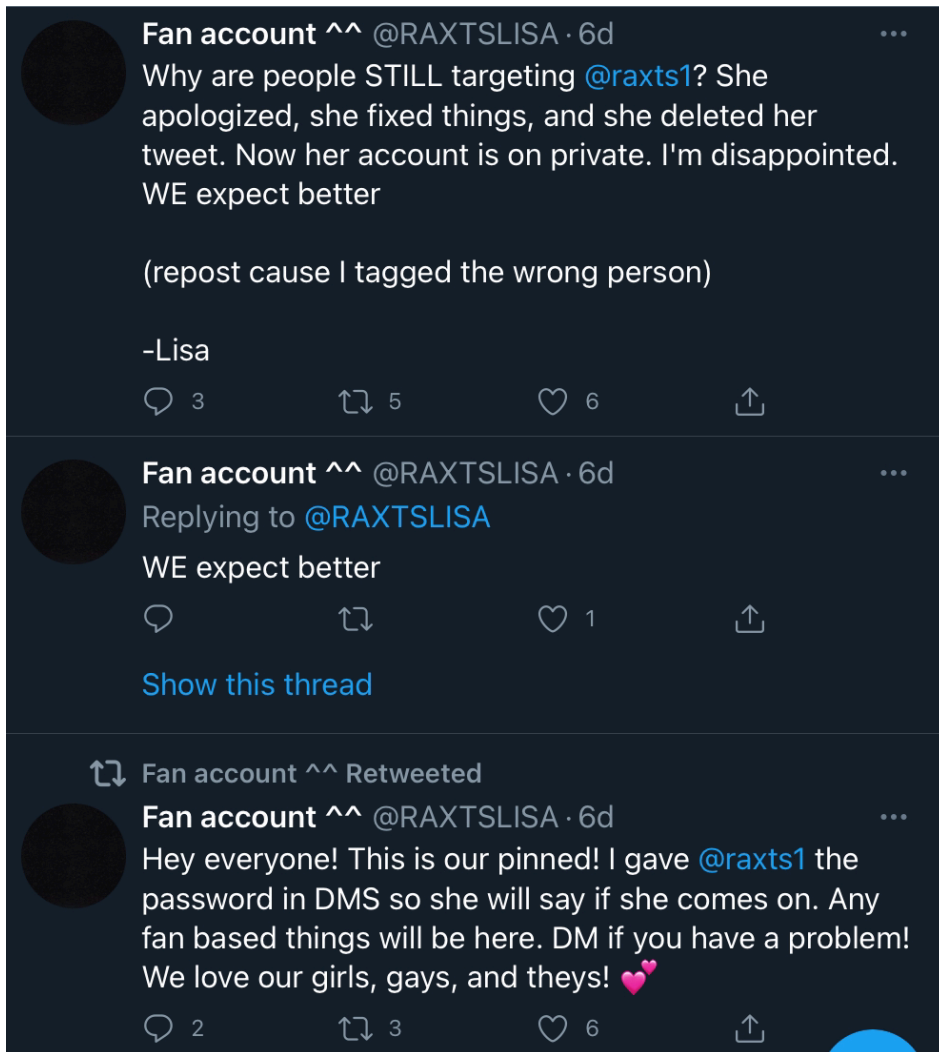 Fan account ^^ @RAXTSLISA · 6d
Why are people STILL targeting @raxts1? She
apologized, she fixed things, and she deleted her
tweet. Now her account is on private. I'm disappointed.
WE expect better
(repost cause I tagged the wrong person)
-Lisa
3 5 6
Fan account ^^ @RAXTSLISA · 6d
Replying to @RAXTSLISA
WE expect better
1
Show this thread
Fan account ^^ Retweeted
Fan account ^^ @RAXTSLISA · 6d
Hey everyone! This is our pinned! I gave @raxts1 the
password in DMS so she will say if she comes on. Any
fan based things will be here. DM if you have a problem!
We love our girls, gays, and theys! 💕
2 3 6